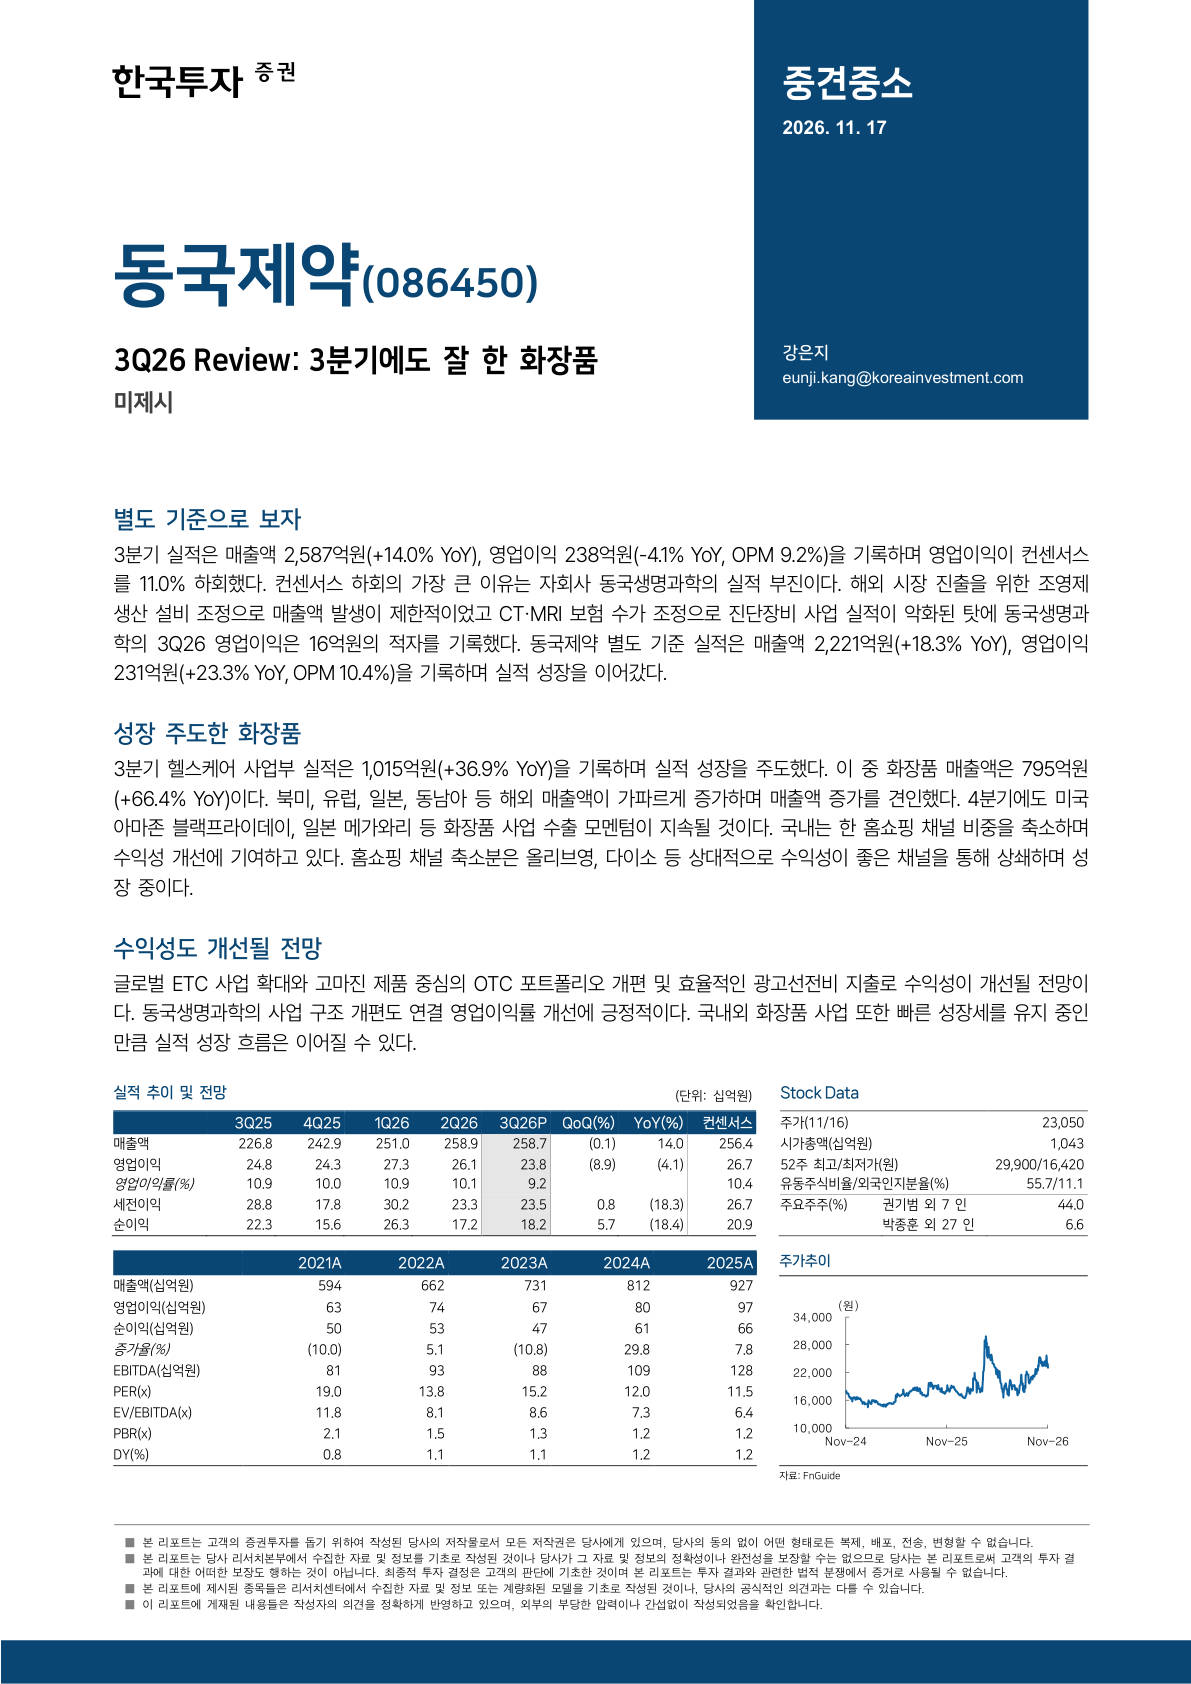 한국투자 증권
중견중소
2026. 11. 17
동국제약(086450)
3Q26 Review: 3분기에도 잘 한 화장품
미제시
강은지
eunji.kang@koreainvestment.com
별도 기준으로 보자
3분기 실적은 매출액 2,587억원(+14.0% YoY), 영업이익 238억원(-4.1% YoY, OPM 9.2%)을 기록하며 영업이익이 컨센서스
를 11.0% 하회했다. 컨센서스 하회의 가장 큰 이유는 자회사 동국생명과학의 실적 부진이다. 해외 시장 진출을 위한 조영제
생산 설비 조정으로 매출액 발생이 제한적이었고 CT·MRI 보험 수가 조정으로 진단장비 사업 실적이 악화된 탓에 동국생명과
학의 3Q26 영업이익은 16억원의 적자를 기록했다. 동국제약 별도 기준 실적은 매출액 2,221억원(+18.3% YoY), 영업이익
231억원(+23.3% YoY, OPM 10.4%)을 기록하며 실적 성장을 이어갔다.
성장 주도한 화장품
3분기 헬스케어 사업부 실적은 1,015억원(+36.9% YoY)을 기록하며 실적 성장을 주도했다. 이 중 화장품 매출액은 795억원
(+66.4% YoY)이다. 북미, 유럽, 일본, 동남아 등 해외 매출액이 가파르게 증가하며 매출액 증가를 견인했다. 4분기에도 미국
아마존 블랙프라이데이, 일본 메가와리 등 화장품 사업 수출 모멘텀이 지속될 것이다. 국내는 한 홈쇼핑 채널 비중을 축소하며
수익성 개선에 기여하고 있다. 홈쇼핑 채널 축소분은 올리브영, 다이소 등 상대적으로 수익성이 좋은 채널을 통해 상쇄하며 성
장 중이다.
수익성도 개선될 전망
글로벌 ETC 사업 확대와 고마진 제품 중심의 OTC 포트폴리오 개편 및 효율적인 광고선전비 지출로 수익성이 개선될 전망이
다. 동국생명과학의 사업 구조 개편도 연결 영업이익률 개선에 긍정적이다. 국내외 화장품 사업 또한 빠른 성장세를 유지 중인
만큼 실적 성장 흐름은 이어질 수 있다.
실적 추이 및 전망 (단위: 십억원)
3Q25 4Q25 1Q26 2Q26 3Q26P QoQ(%) YoY(%) 컨센서스
매출액 226.8 242.9 251.0 258.9 258.7 (0.1) 14.0 256.4
영업이익 24.8 24.3 27.3 26.1 23.8 (8.9) (4.1) 26.7
영업이익률(%) 10.9 10.0 10.9 10.1 9.2 10.4
세전이익 28.8 17.8 30.2 23.3 23.5 0.8 (18.3) 26.7
순이익 22.3 15.6 26.3 17.2 18.2 5.7 (18.4) 20.9
2021A 2022A 2023A 2024A 2025A
매출액(십억원) 594 662 731 812 927
영업이익(십억원) 63 74 67 80 97
순이익(십억원) 50 53 47 61 66
증가율(%) (10.0) 5.1 (10.8) 29.8 7.8
EBITDA(십억원) 81 93 88 109 128
PER(x) 19.0 13.8 15.2 12.0 11.5
EV/EBITDA(x) 11.8 8.1 8.6 7.3 6.4
PBR(x) 2.1 1.5 1.3 1.2 1.2
DY(%) 0.8 1.1 1.1 1.2 1.2
Stock Data
주가(11/16) 23,050
시가총액(십억원) 1,043
52주 최고/최저가(원) 29,900/16,420
유동주식비율/외국인지분율(%) 55.7/11.1
주요주주(%) 권기범 외 7 인 44.0
박종훈 외 27 인 6.6
주가추이
(원)
34,000
28,000
22,000
16,000
10,000
Nov-24 Nov-25 Nov-26
자료: FnGuide
■ 본 리포트는 고객의 증권투자를 돕기 위하여 작성된 당사의 저작물로서 모든 저작권은 당사에게 있으며, 당사의 동의 없이 어떤 형태로든 복제, 배포, 전송, 변형할 수 없습니다.
■ 본 리포트는 당사 리서치본부에서 수집한 자료 및 정보를 기초로 작성된 것이나 당사가 그 자료 및 정보의 정확성이나 완전성을 보장할 수는 없으므로 당사는 본 리포트로써 고객의 투자 결
과에 대한 어떠한 보장도 행하는 것이 아닙니다. 최종적 투자 결정은 고객의 판단에 기초한 것이며 본 리포트는 투자 결과와 관련한 법적 분쟁에서 증거로 사용될 수 없습니다.
■ 본 리포트에 제시된 종목들은 리서치센터에서 수집한 자료 및 정보 또는 계량화된 모델을 기초로 작성된 것이나, 당사의 공식적인 의견과는 다를 수 있습니다.
■ 이 리포트에 게재된 내용들은 작성자의 의견을 정확하게 반영하고 있으며, 외부의 부당한 압력이나 간섭없이 작성되었음을 확인합니다.